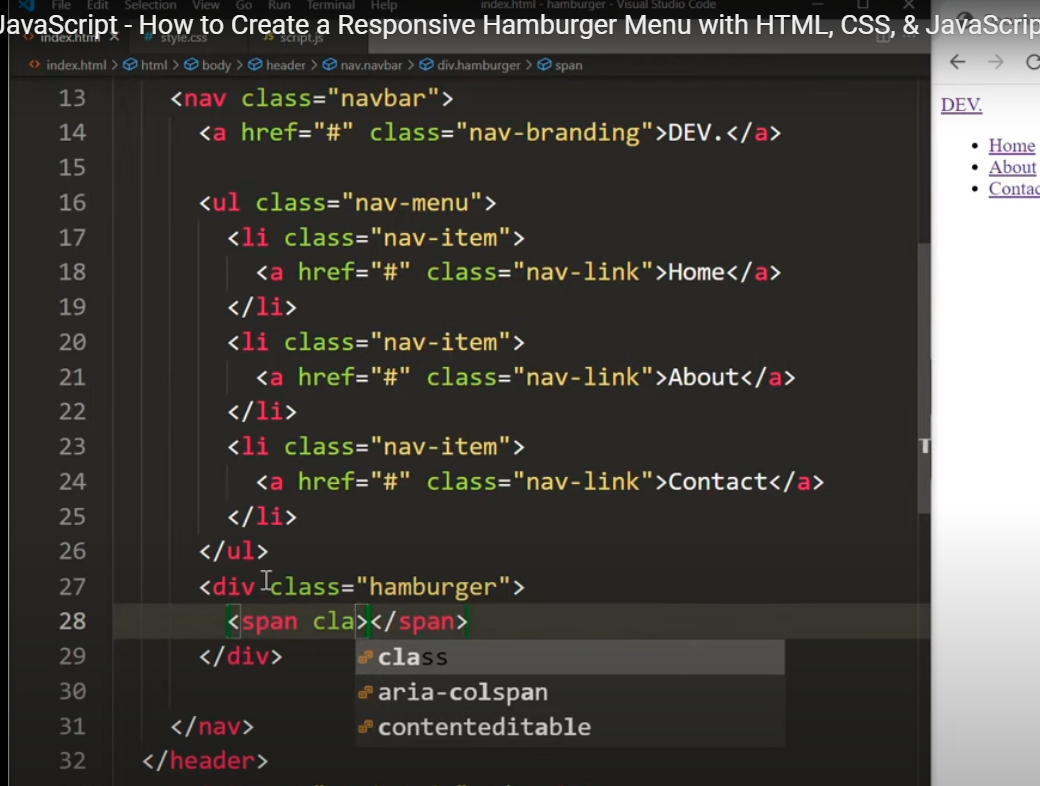 File Edit Selection View Go Run Terminal Help index.html - hamburger - Visual Studio Code
JavaScript - How to Create a Responsive Hamburger Menu with HTML, CSS, & JavaScrip
index.html style.css script.js
index.html > html > body > header > nav.navbar > div.hamburger > span
13 <nav class="navbar">
14 <a href="#" class="nav-branding">DEV.</a>
15
16 <ul class="nav-menu">
17 <li class="nav-item">
18 <a href="#" class="nav-link">Home</a>
19 </li>
20 <li class="nav-item">
21 <a href="#" class="nav-link">About</a>
22 </li>
23 <li class="nav-item">
24 <a href="#" class="nav-link">Contact</a>
25 </li>
26 </ul>
27 <div class="hamburger">
28 <span cla></span>
29 </div>
30
31 </nav>
32 </header>
class
aria-colspan
contenteditable
DEV.
Home
About
Contac